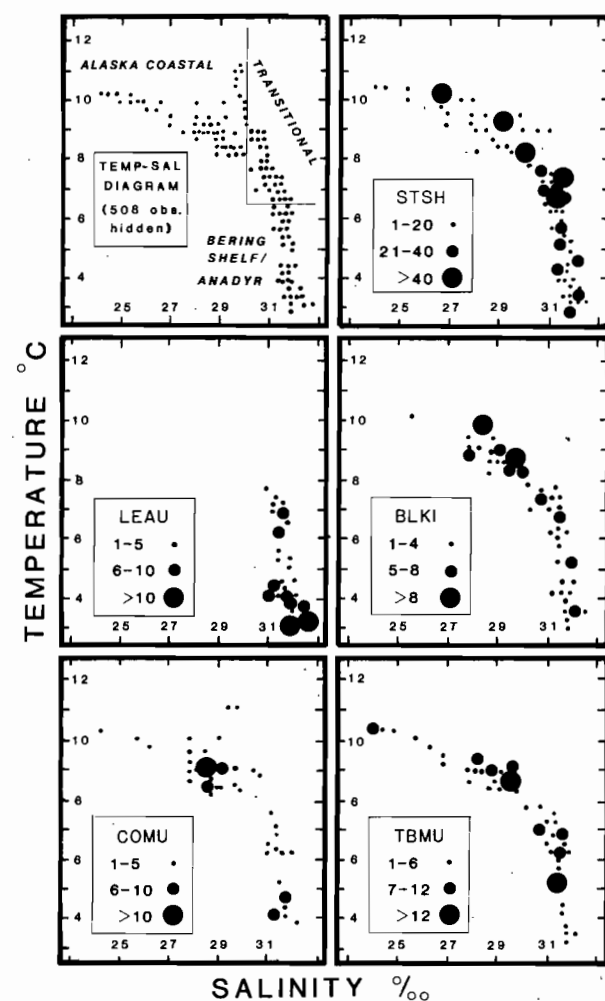 TEMPERATURE °C
12
10
8
6
4
25 27 29 31
ALASKA COASTAL
TRANSITIONAL
TEMP-SAL
DIAGRAM
(508 obs.
hidden)
BERING
SHELF/
ANADYR
12
10
8
6
4
25 27 29 31
STSH
1-20
21-40
>40
12
10
8
6
4
25 27 29 31
LEAU
1-5
6-10
>10
12
10
8
6
4
25 27 29 31
BLKI
1-4
5-8
>8
12
10
8
6
4
25 27 29 31
COMU
1-5
6-10
>10
12
10
8
6
4
25 27 29 31
TBMU
1-6
7-12
>12
SALINITY ‰